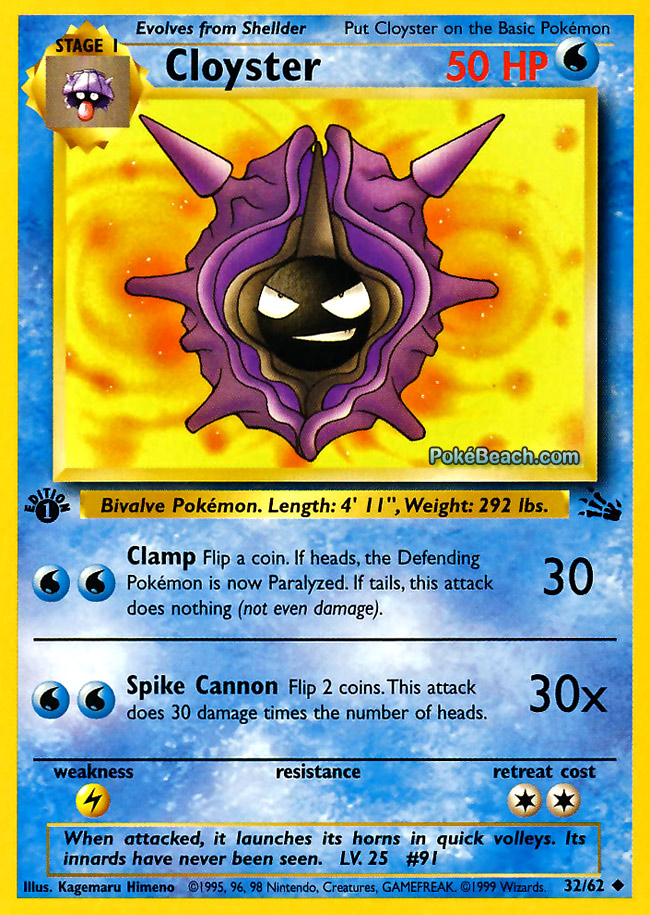 Evolves from Shellder
Put Cloyster on the Basic Pokémon
STAGE 1
Cloyster
50 HP
PokéBeach.com
EDITION
1
Bivalve Pokémon. Length: 4' 11", Weight: 292 lbs.
Clamp Flip a coin. If heads, the Defending
Pokémon is now Paralyzed. If tails, this attack
does nothing (not even damage).
30
Spike Cannon Flip 2 coins. This attack
does 30 damage times the number of heads.
30x
weakness
resistance
retreat cost
When attacked, it launches its horns in quick volleys. Its
innards have never been seen. LV. 25 #91
Illus. Kagemaru Himeno ©1995, 96, 98 Nintendo, Creatures, GAMEFREAK. ©1999 Wizards. 32/62